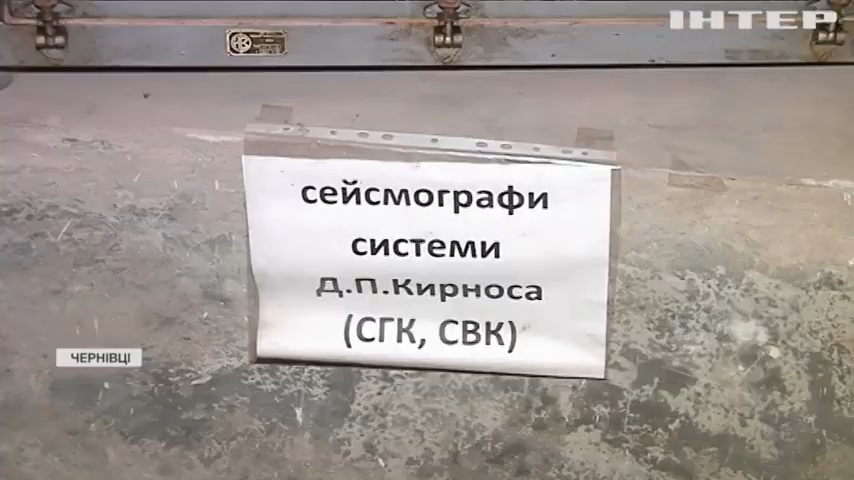 ІНТЕР
сейсмографи
системи
Д.П.Кирноса
(СГК, СВК)
ЧЕРНІВЦІ